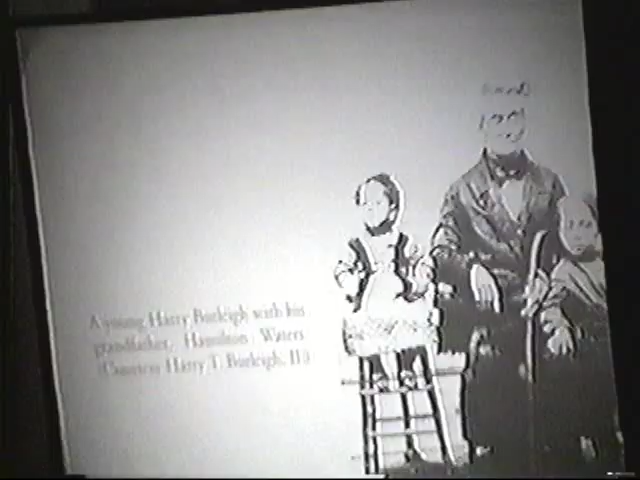 A young Harry Burleigh with his
grandfather, Hamilton Waters
(Courtesy Harry T. Burleigh, II)